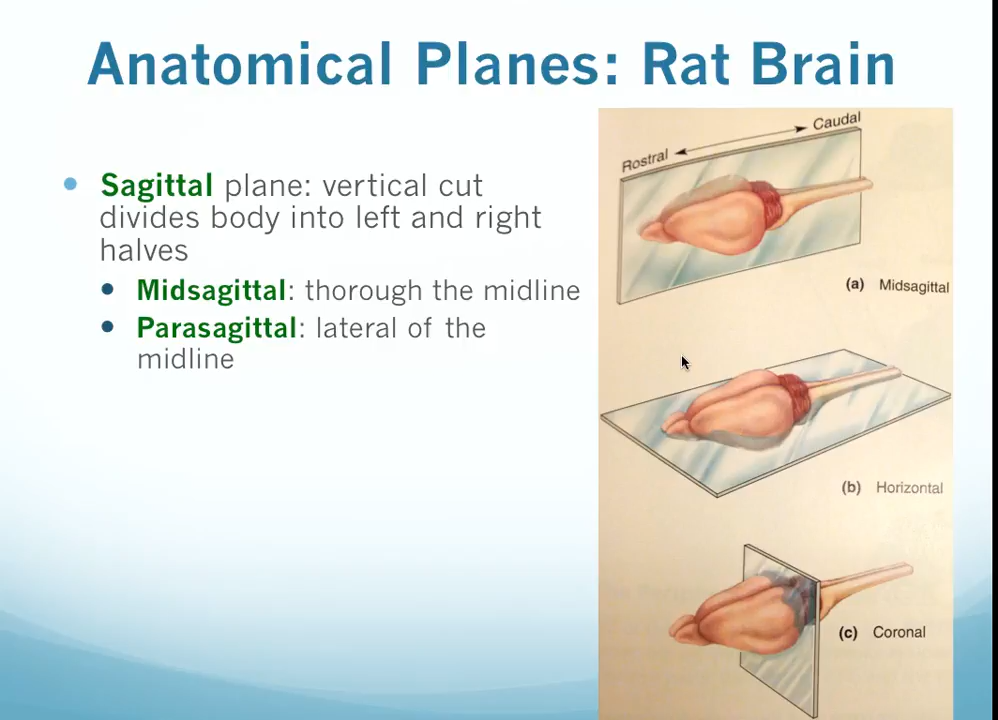 Anatomical Planes: Rat Brain
Sagittal plane: vertical cut
divides body into left and right
halves
Midsagittal: thorough the midline
Parasagittal: lateral of the
midline
Rostral
Caudal
(a) Midsagittal
(b) Horizontal
(c) Coronal